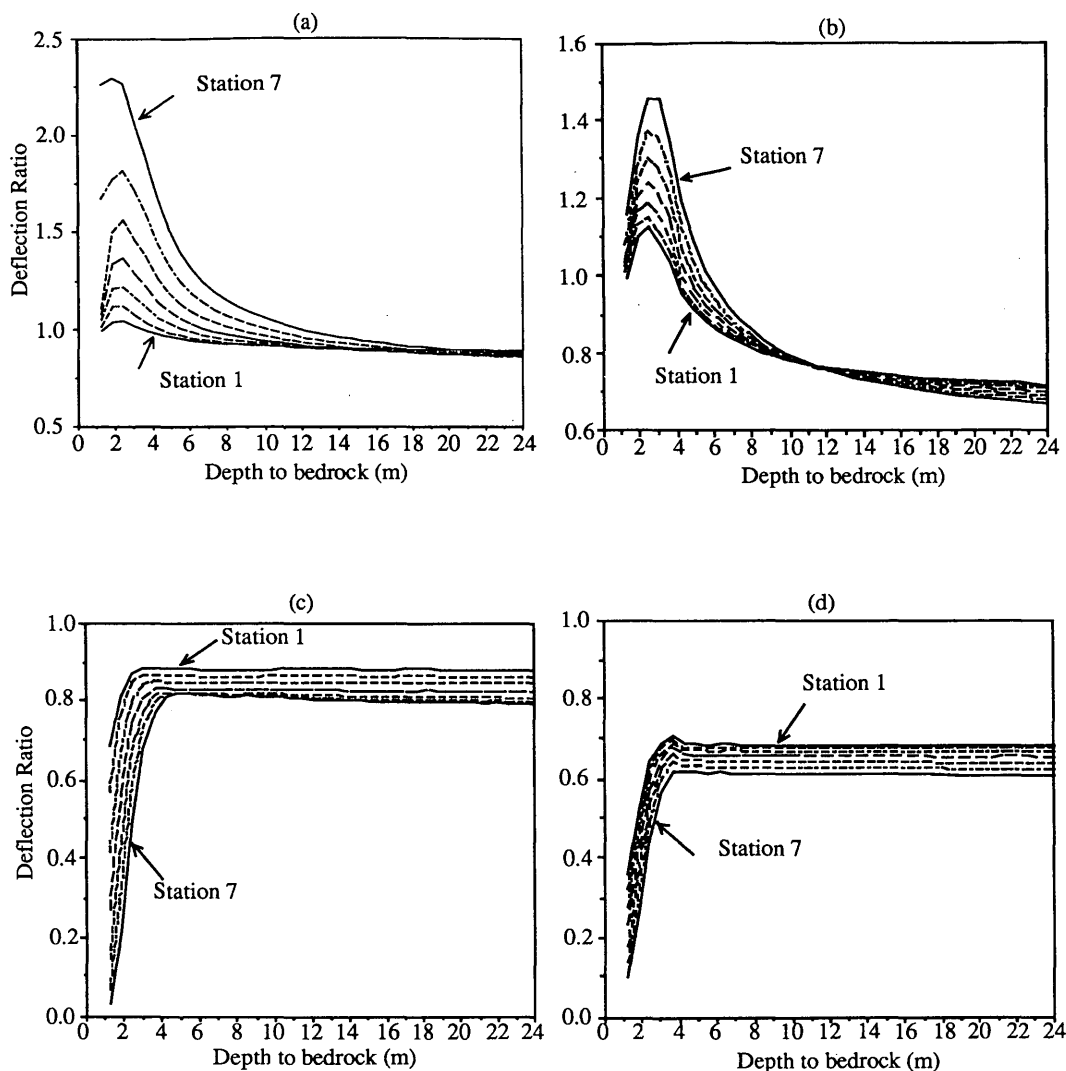 (a)
2.5
2.0
1.5
1.0
0.5
Deflection Ratio
Station 7
Station 1
0 2 4 6 8 10 12 14 16 18 20 22 24
Depth to bedrock (m)
(b)
1.6
1.4
1.2
1.0
0.8
0.6
Station 7
Station 1
0 2 4 6 8 10 12 14 16 18 20 22 24
Depth to bedrock (m)
(c)
1.0
0.8
0.6
0.4
0.2
0.0
Deflection Ratio
Station 1
Station 7
0 2 4 6 8 10 12 14 16 18 20 22 24
Depth to bedrock (m)
(d)
1.0
0.8
0.6
0.4
0.2
0.0
Station 1
Station 7
0 2 4 6 8 10 12 14 16 18 20 22 24
Depth to bedrock (m)